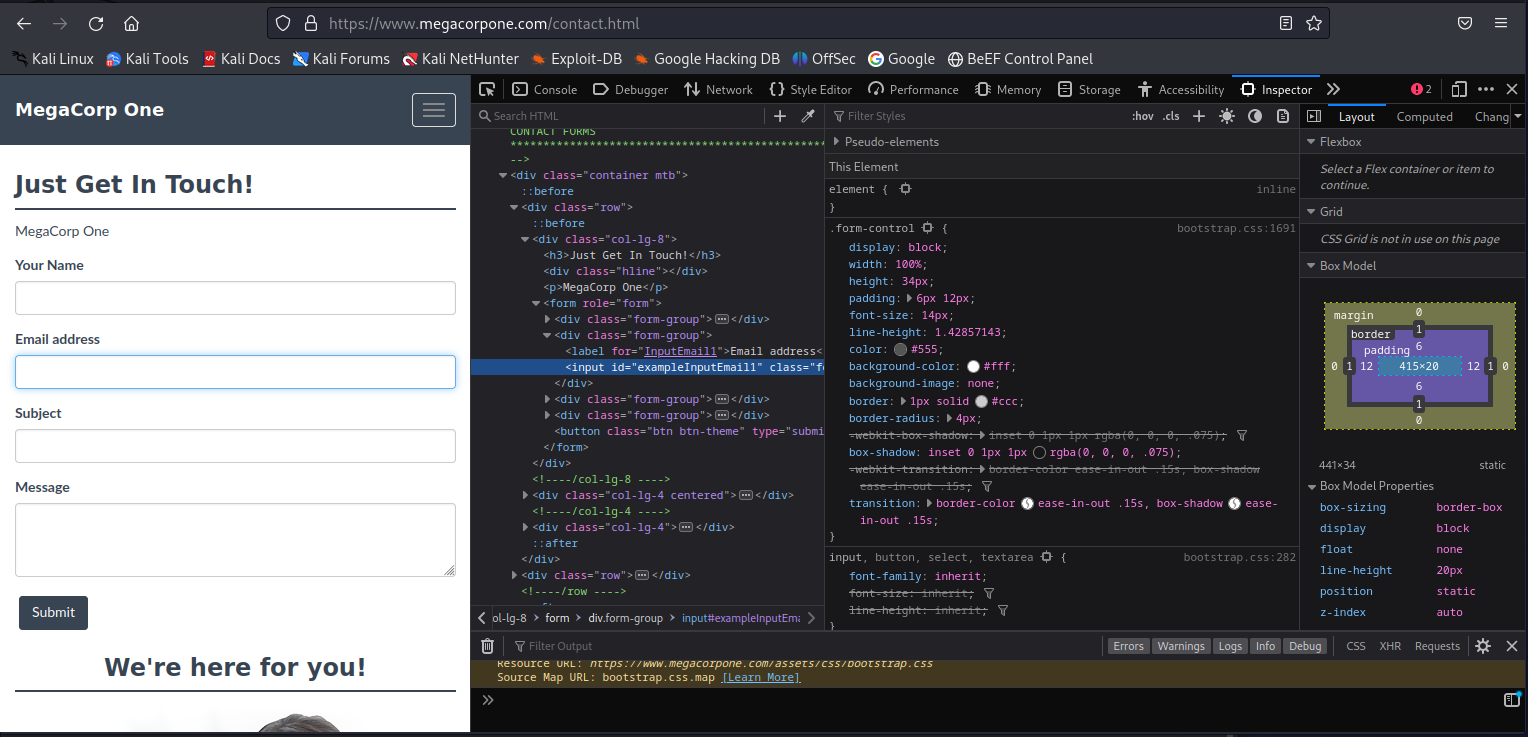 https://www.megacorpone.com/contact.html
Kali Linux Kali Tools Kali Docs Kali Forums Kali NetHunter Exploit-DB Google Hacking DB OffSec Google BeEF Control Panel
MegaCorp One
Just Get In Touch!
MegaCorp One
Your Name
Email address
Subject
Message
Submit
We're here for you!
Console Debugger Network Style Editor Performance Memory Storage Accessibility Inspector 2
Search HTML
CONTACT FORMS
************************************************
-->
<div class="container mtb">
::before
<div class="row">
::before
<div class="col-lg-8">
<h3>Just Get In Touch!</h3>
<div class="hline"></div>
<p>MegaCorp One</p>
<form role="form">
<div class="form-group"></div>
<div class="form-group">
<label for="InputEmail1">Email address<
<input id="exampleInputEmail1" class="fo
</div>
<div class="form-group"></div>
<div class="form-group"></div>
<button class="btn btn-theme" type="submi
</form>
</div>
<!----/col-lg-8 ---->
<div class="col-lg-4 centered"></div>
<!----/col-lg-4 ---->
<div class="col-lg-4"></div>
::after
</div>
<div class="row"></div>
<!----/row ---->
ol-lg-8 > form > div.form-group > input#exampleInputEma
Filter Styles :hov .cls
Pseudo-elements
This Element
element { inline
}
.form-control { bootstrap.css:1691
display: block;
width: 100%;
height: 34px;
padding: 6px 12px;
font-size: 14px;
line-height: 1.42857143;
color: #555;
background-color: #fff;
background-image: none;
border: 1px solid #ccc;
border-radius: 4px;
-webkit-box-shadow: inset 0 1px 1px rgba(0, 0, 0, .075);
box-shadow: inset 0 1px 1px rgba(0, 0, 0, .075);
-webkit-transition: border-color ease-in-out .15s, box-shadow
ease-in-out .15s;
transition: border-color ease-in-out .15s, box-shadow ease-
in-out .15s;
}
input, button, select, textarea { bootstrap.css:282
font-family: inherit;
font-size: inherit;
line-height: inherit;
}
Layout Computed Chang
Flexbox
Select a Flex container or item to
continue.
Grid
CSS Grid is not in use on this page
Box Model
margin 0
border 1
padding 6
0 1 12 415×20 12 1 0
6
1
0
441×34 static
Box Model Properties
box-sizing border-box
display block
float none
line-height 20px
position static
z-index auto
Filter Output Errors Warnings Logs Info Debug CSS XHR Requests
Resource URL: https://www.megacorpone.com/assets/css/bootstrap.css
Source Map URL: bootstrap.css.map [Learn More]